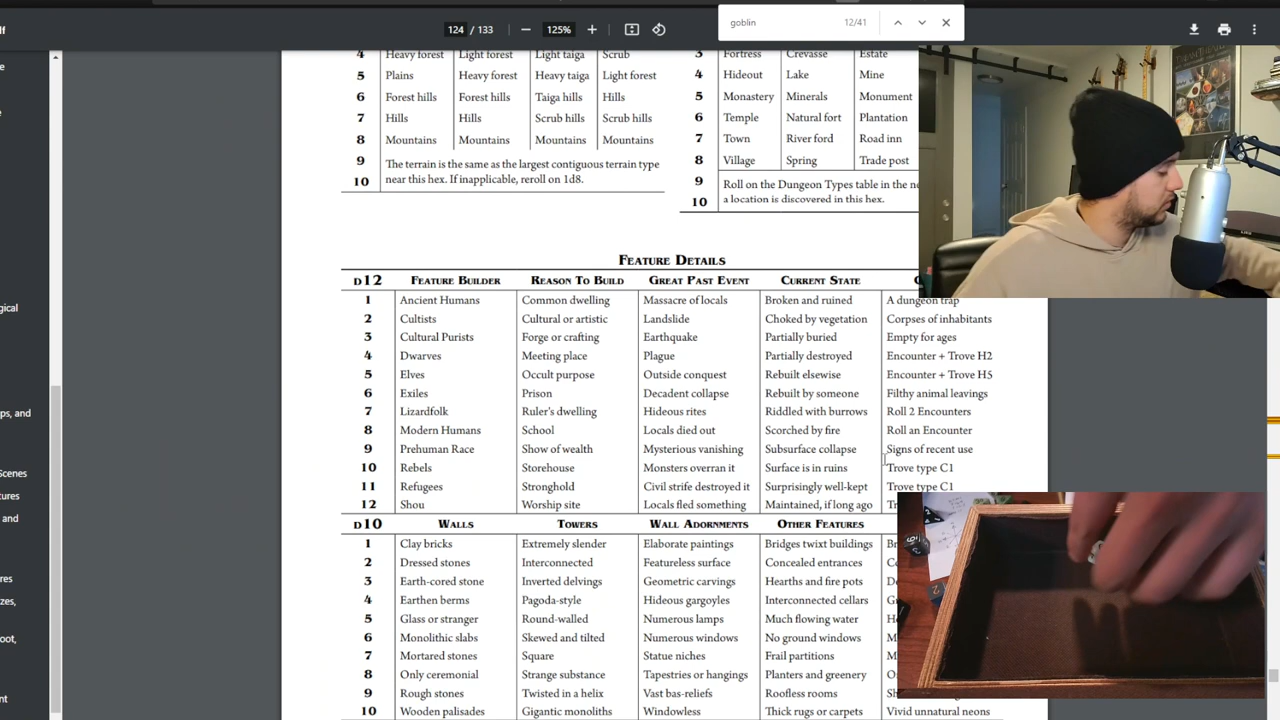 goblin 12/41
124 / 133 125%
4 Heavy forest Light forest Light taiga Scrub
5 Plains Heavy forest Heavy taiga Light forest
6 Forest hills Forest hills Taiga hills Hills
7 Hills Hills Scrub hills Scrub hills
8 Mountains Mountains Mountains Mountains
9 The terrain is the same as the largest contiguous terrain type
10 near this hex. If inapplicable, reroll on 1d8.
3 Fortress Crevasse Estate
4 Hideout Lake Mine
5 Monastery Minerals Monument
6 Temple Natural fort Plantation
7 Town River ford Road inn
8 Village Spring Trade post
9 Roll on the Dungeon Types table in the
10 a location is discovered in this hex.
Feature Details
D12 Feature Builder Reason To Build Great Past Event Current State
1 Ancient Humans Common dwelling Massacre of locals Broken and ruined A dungeon trap
2 Cultists Cultural or artistic Landslide Choked by vegetation Corpses of inhabitants
3 Cultural Purists Forge or crafting Earthquake Partially buried Empty for ages
4 Dwarves Meeting place Plague Partially destroyed Encounter + Trove H2
5 Elves Occult purpose Outside conquest Rebuilt elsewise Encounter + Trove H5
6 Exiles Prison Decadent collapse Rebuilt by someone Filthy animal leavings
7 Lizardfolk Ruler's dwelling Hideous rites Riddled with burrows Roll 2 Encounters
8 Modern Humans School Locals died out Scorched by fire Roll an Encounter
9 Prehuman Race Show of wealth Mysterious vanishing Subsurface collapse Signs of recent use
10 Rebels Storehouse Monsters overran it Surface is in ruins Trove type C1
11 Refugees Stronghold Civil strife destroyed it Surprisingly well-kept Trove type C1
12 Shou Worship site Locals fled something Maintained, if long ago
D10 Walls Towers Wall Adornments Other Features
1 Clay bricks Extremely slender Elaborate paintings Bridges twixt buildings
2 Dressed stones Interconnected Featureless surface Concealed entrances
3 Earth-cored stone Inverted delvings Geometric carvings Hearths and fire pots
4 Earthen berms Pagoda-style Hideous gargoyles Interconnected cellars
5 Glass or stranger Round-walled Numerous lamps Much flowing water
6 Monolithic slabs Skewed and tilted Numerous windows No ground windows
7 Mortared stones Square Statue niches Frail partitions
8 Only ceremonial Strange substance Tapestries or hangings Planters and greenery
9 Rough stones Twisted in a helix Vast bas-reliefs Roofless rooms
10 Wooden palisades Gigantic monoliths Windowless Thick rugs or carpets Vivid unnatural neons